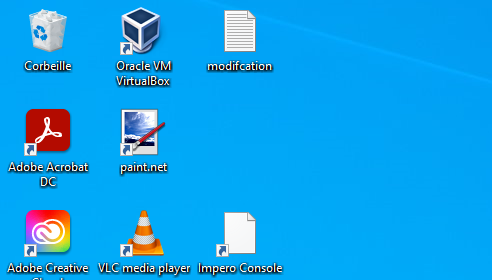 Corbeille
Oracle VM
VirtualBox
modifcation
Adobe Acrobat
DC
paint.net
Adobe Creative
VLC media player
Impero Console